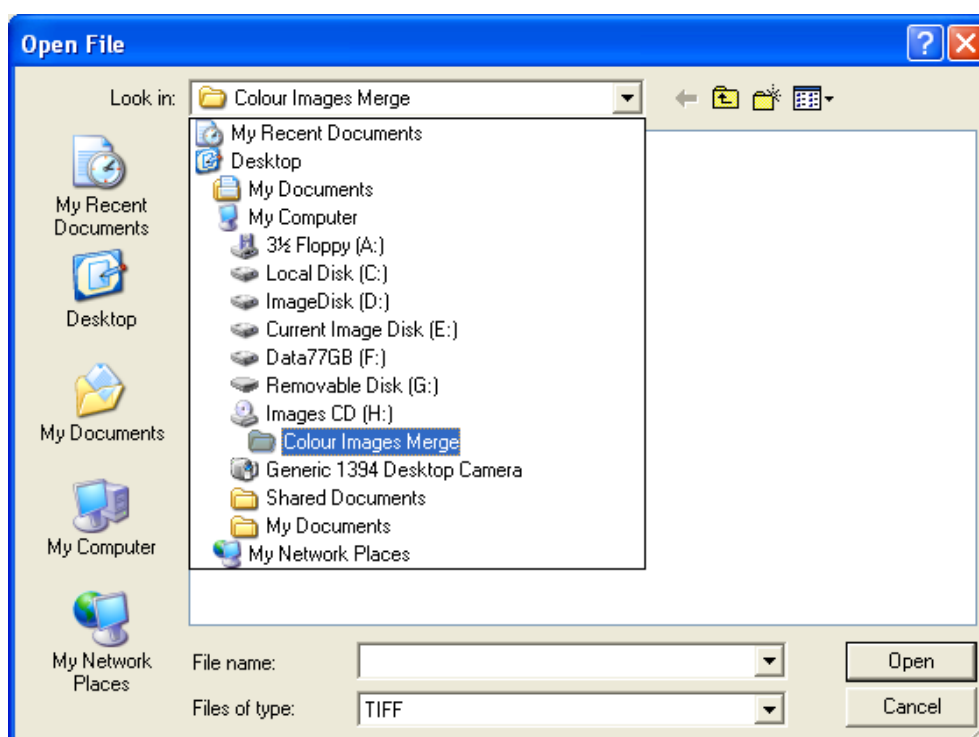 Open File
Look in:
Colour Images Merge
My Recent Documents
Desktop
My Documents
My Computer
3½ Floppy (A:)
Local Disk (C:)
ImageDisk (D:)
Current Image Disk (E:)
Data77GB (F:)
Removable Disk (G:)
Images CD (H:)
Colour Images Merge
Generic 1394 Desktop Camera
Shared Documents
My Documents
My Network Places
My Recent
Documents
Desktop
My Documents
My Computer
My Network
Places
File name:
Open
Files of type:
TIFF
Cancel